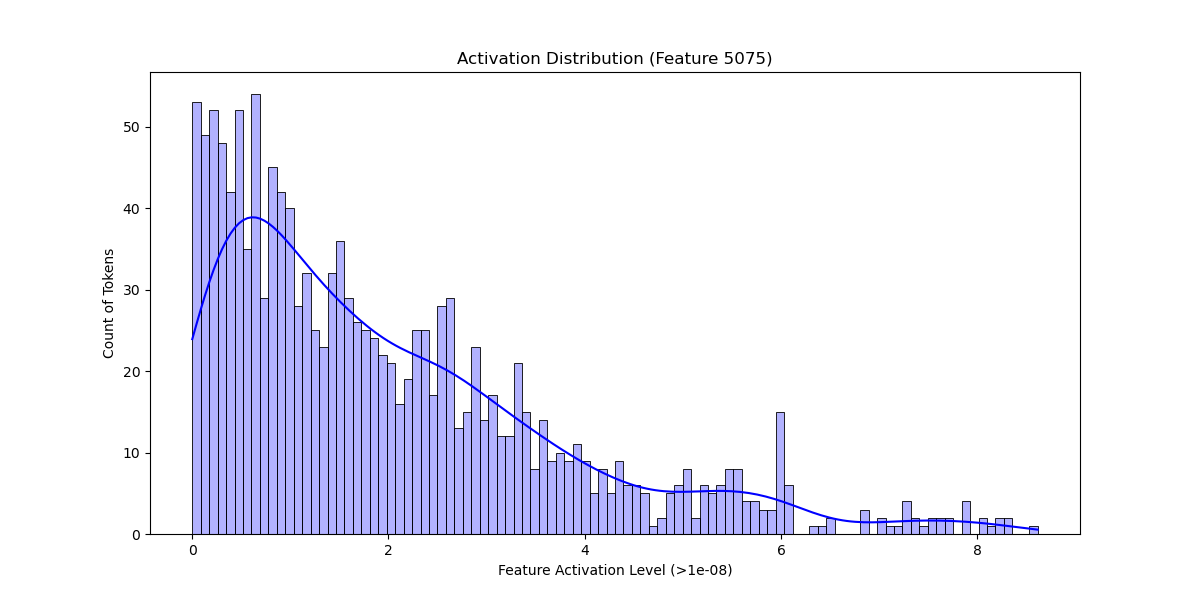 Activation Distribution (Feature 5075)
50
40
30
20
10
0
Count of Tokens
0 2 4 6 8
Feature Activation Level (>1e-08)